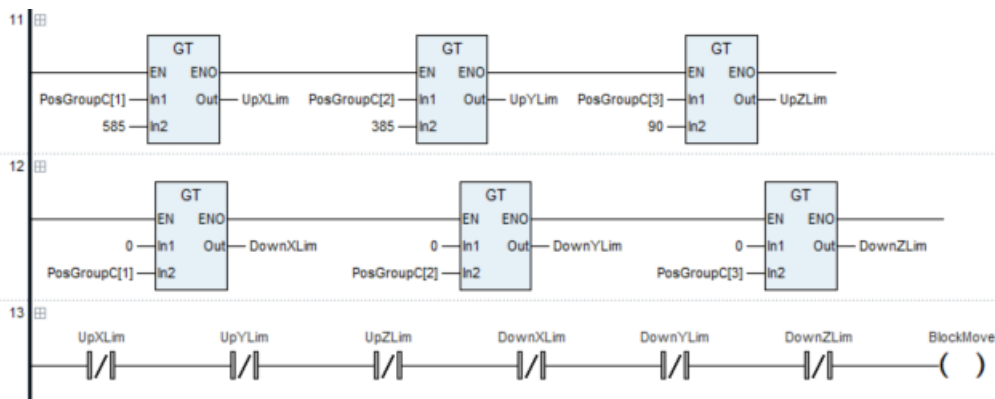 11
GT GT GT
EN ENO EN ENO EN ENO
PosGroupC[1] In1 Out UpXLim PosGroupC[2] In1 Out UpYLim PosGroupC[3] In1 Out UpZLim
585 In2 385 In2 90 In2
12
GT GT GT
EN ENO EN ENO EN ENO
0 In1 Out DownXLim 0 In1 Out DownYLim 0 In1 Out DownZLim
PosGroupC[1] In2 PosGroupC[2] In2 PosGroupC[3] In2
13
UpXLim UpYLim UpZLim DownXLim DownYLim DownZLim BlockMove